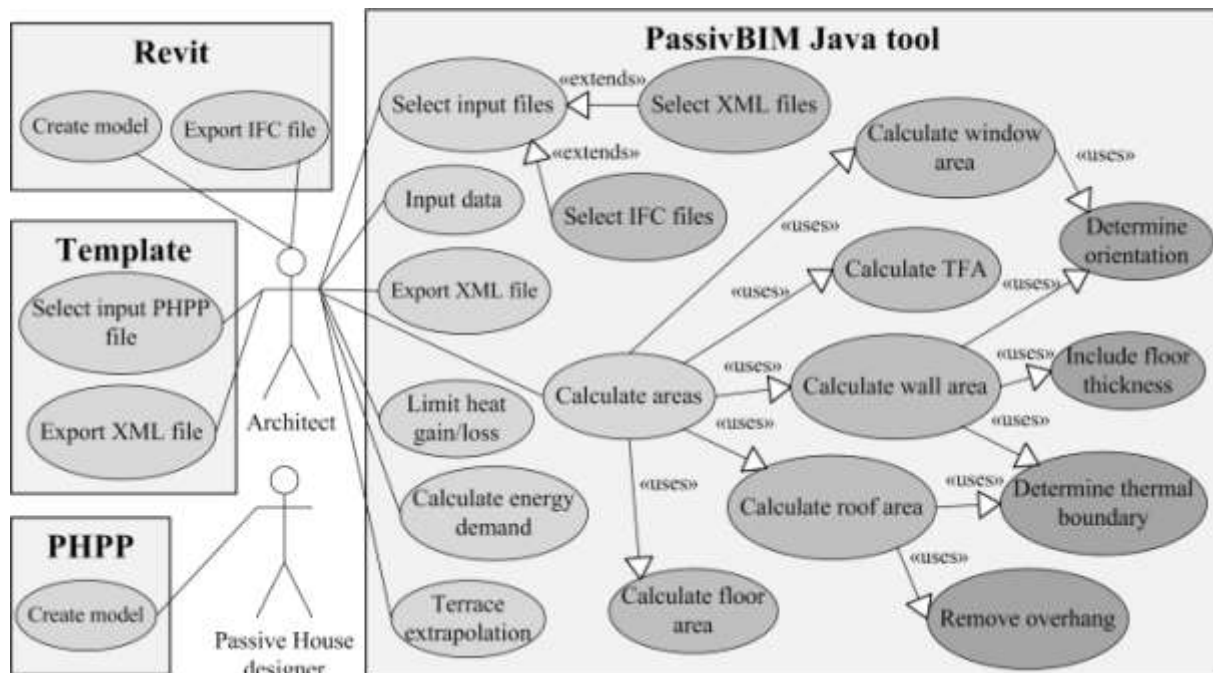 Revit
Create model
Export IFC file
Template
Select input PHPP
file
Export XML file
PHPP
Create model
Architect
Passive House
designer
PassivBIM Java tool
Select input files
«extends»
Select XML files
«extends»
Select IFC files
Input data
Export XML file
Calculate areas
Limit heat
gain/loss
Calculate energy
demand
Terrace
extrapolation
«uses»
Calculate window
area
«uses»
Determine
orientation
«uses»
Calculate TFA
«uses»
«uses»
Calculate wall area
«uses»
Include floor
thickness
«uses»
«uses»
Calculate roof area
«uses»
Determine thermal
boundary
«uses»
Remove overhang
«uses»
Calculate floor
area